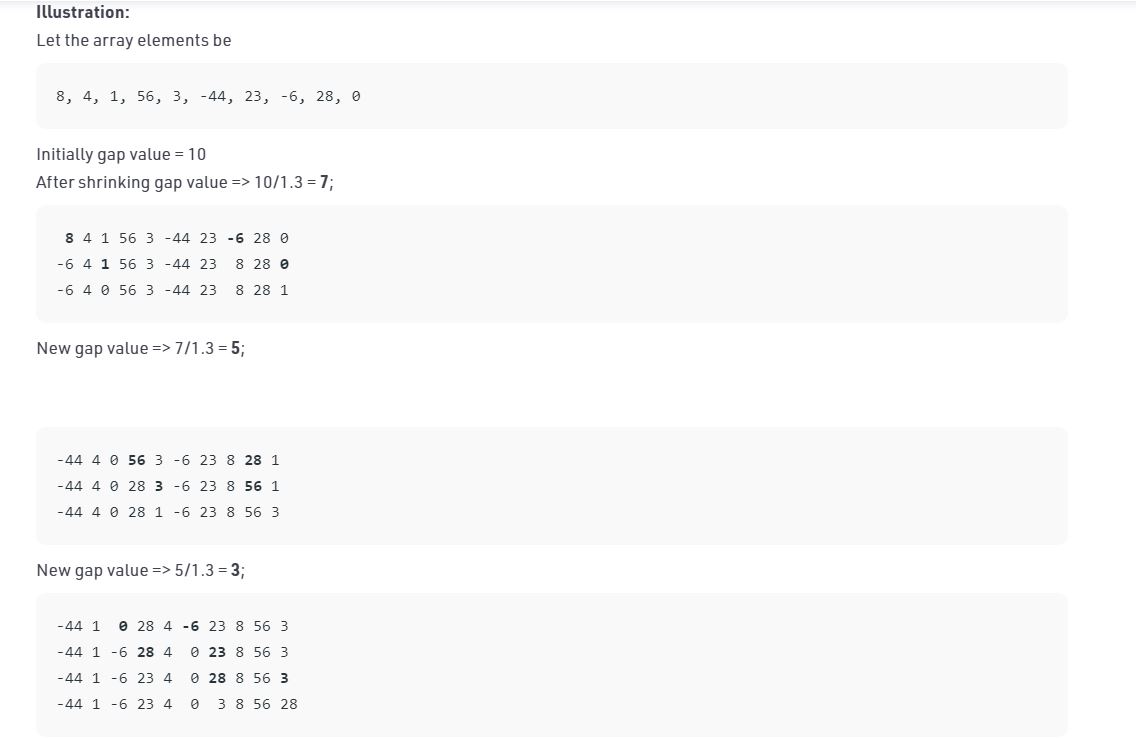 Illustration:
Let the array elements be
8, 4, 1, 56, 3, -44, 23, -6, 28, 0
Initially gap value = 10
After shrinking gap value => 10/1.3 = 7;
8 4 1 56 3 -44 23 -6 28 0
-6 4 1 56 3 -44 23  8 28 0
-6 4 0 56 3 -44 23  8 28 1
New gap value => 7/1.3 = 5;
-44 4 0 56 3 -6 23 8 28 1
-44 4 0 28 3 -6 23 8 56 1
-44 4 0 28 1 -6 23 8 56 3
New gap value => 5/1.3 = 3;
-44 1  0 28 4 -6 23 8 56 3
-44 1 -6 28 4  0 23 8 56 3
-44 1 -6 23 4  0 28 8 56 3
-44 1 -6 23 4  0  3 8 56 28